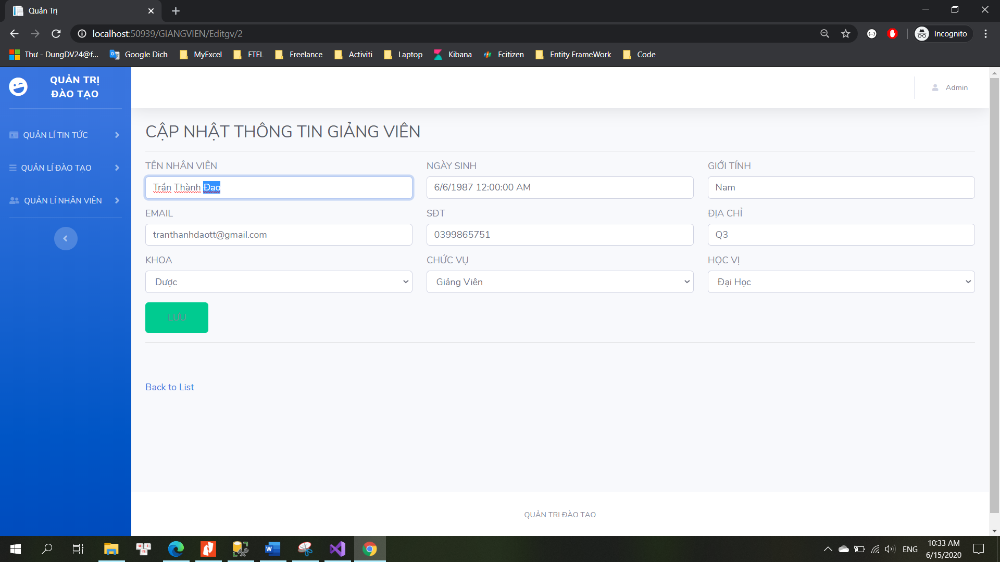 Quản Trị
localhost:50939/GIANGVIEN/Editgv/2
Incognito
Thư - DungDV24@f...
Google Dịch
MyExcel
FTEL
Freelance
Activiti
Laptop
Kibana
Fcitizen
Entity FrameWork
Code
QUẢN TRỊ
ĐÀO TẠO
Admin
QUẢN LÍ TIN TỨC
QUẢN LÍ ĐÀO TẠO
QUẢN LÍ NHÂN VIÊN
CẬP NHẬT THÔNG TIN GIẢNG VIÊN
TÊN NHÂN VIÊN
NGÀY SINH
GIỚI TÍNH
Trần Thành Đao
6/6/1987 12:00:00 AM
Nam
EMAIL
SĐT
ĐỊA CHỈ
tranthanhdaott@gmail.com
0399865751
Q3
KHOA
CHỨC VỤ
HỌC VỊ
Dược
Giảng Viên
Đại Học
LƯU
Back to List
QUẢN TRỊ ĐÀO TẠO
ENG
10:33 AM
6/15/2020